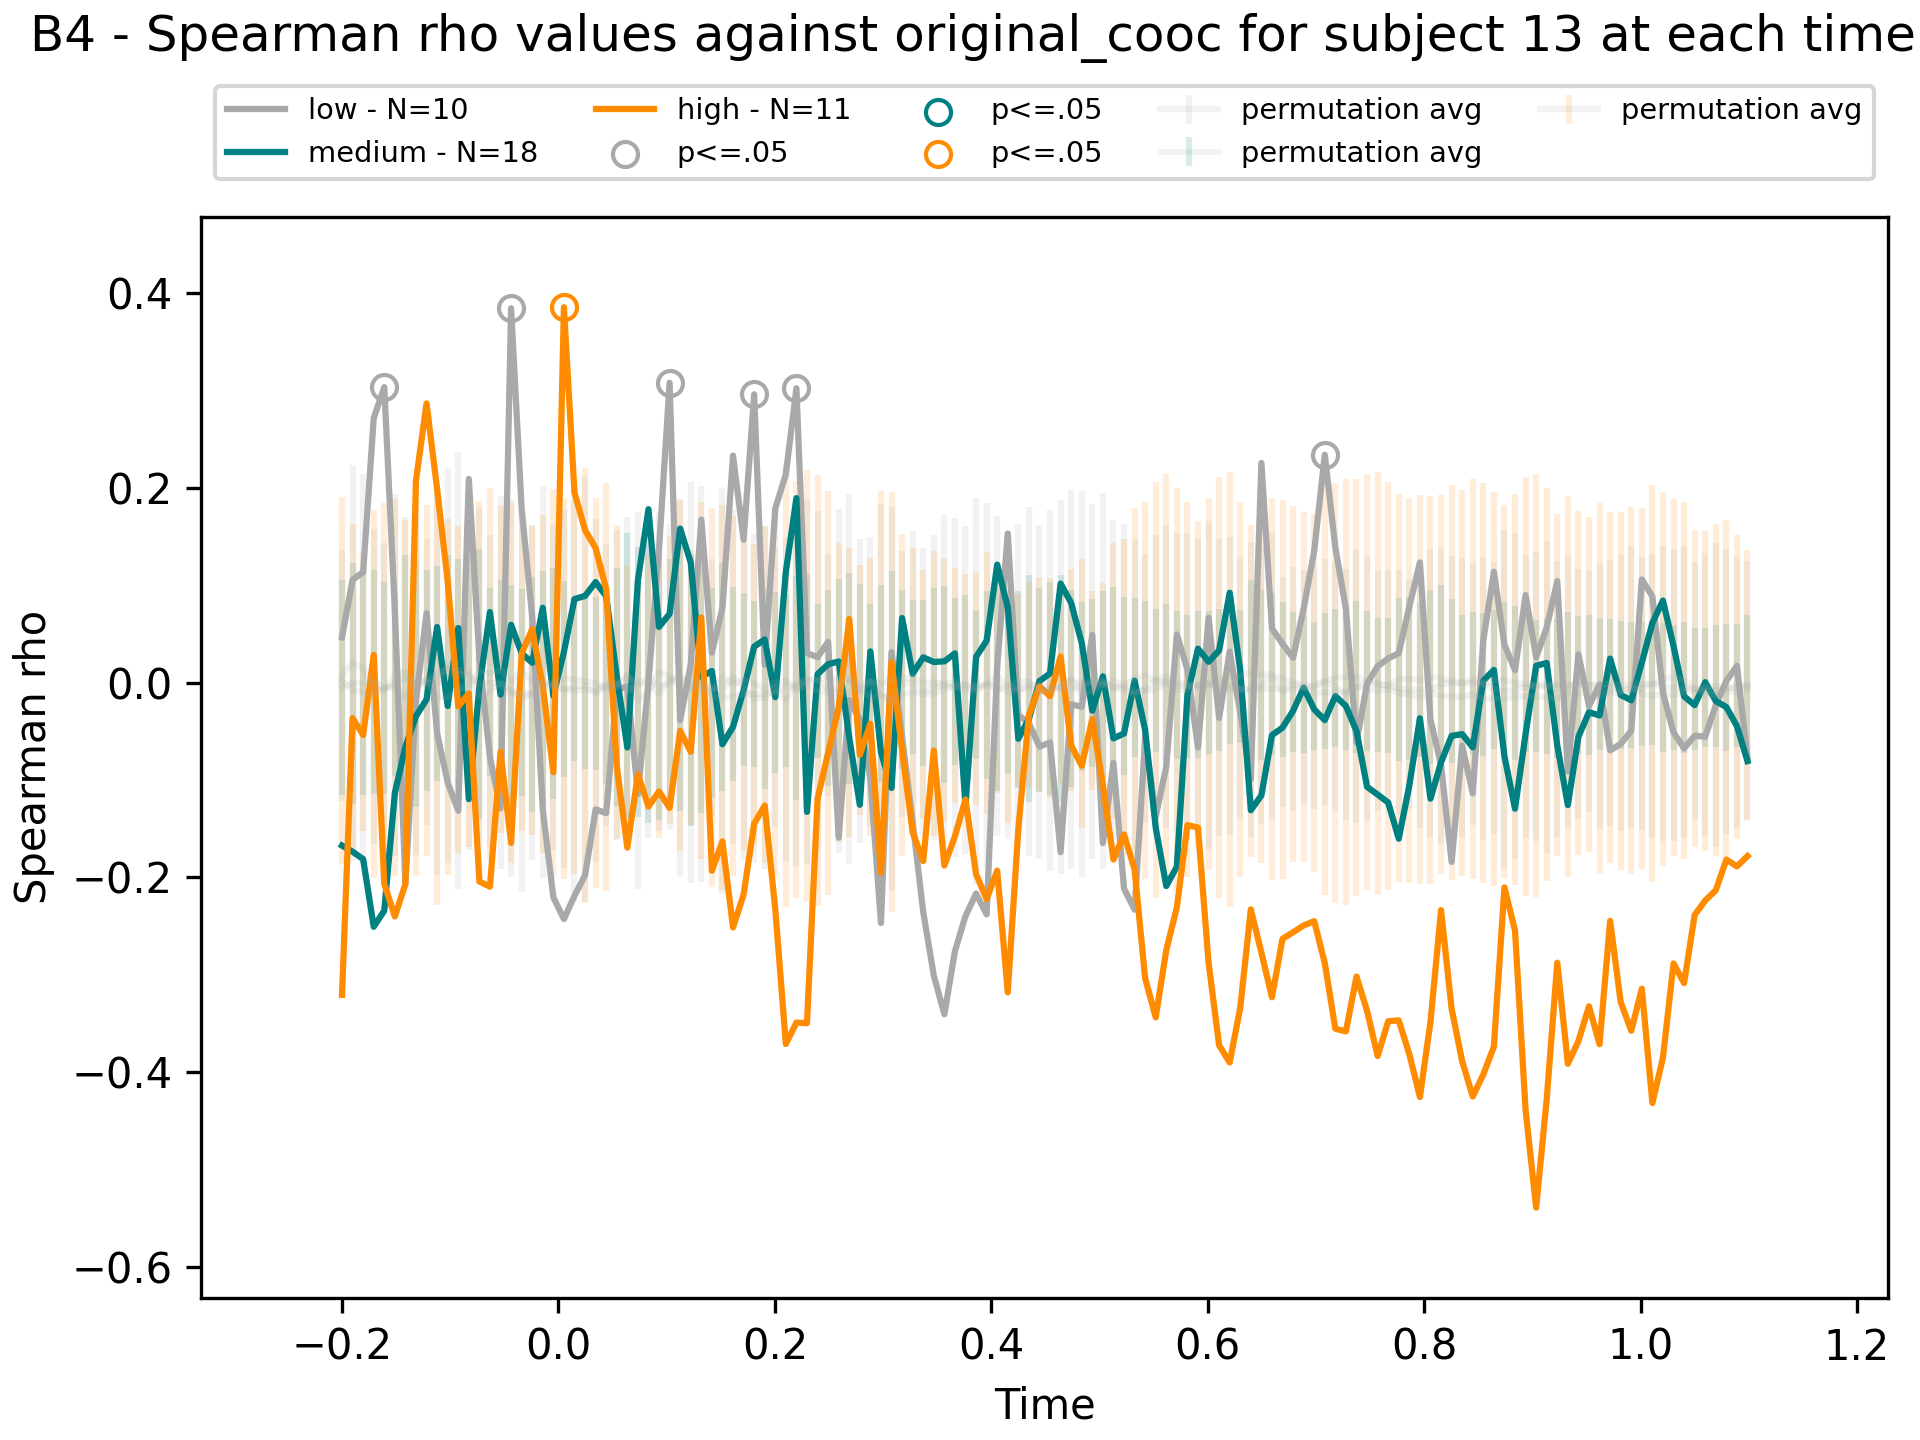 B4 - Spearman rho values against original_cooc for subject 13 at each time
low - N=10 high - N=11 p<=.05 permutation avg permutation avg
medium - N=18 p<=.05 p<=.05 permutation avg
Spearman rho
0.4
0.2
0.0
−0.2
−0.4
−0.6
−0.2 0.0 0.2 0.4 0.6 0.8 1.0 1.2
Time